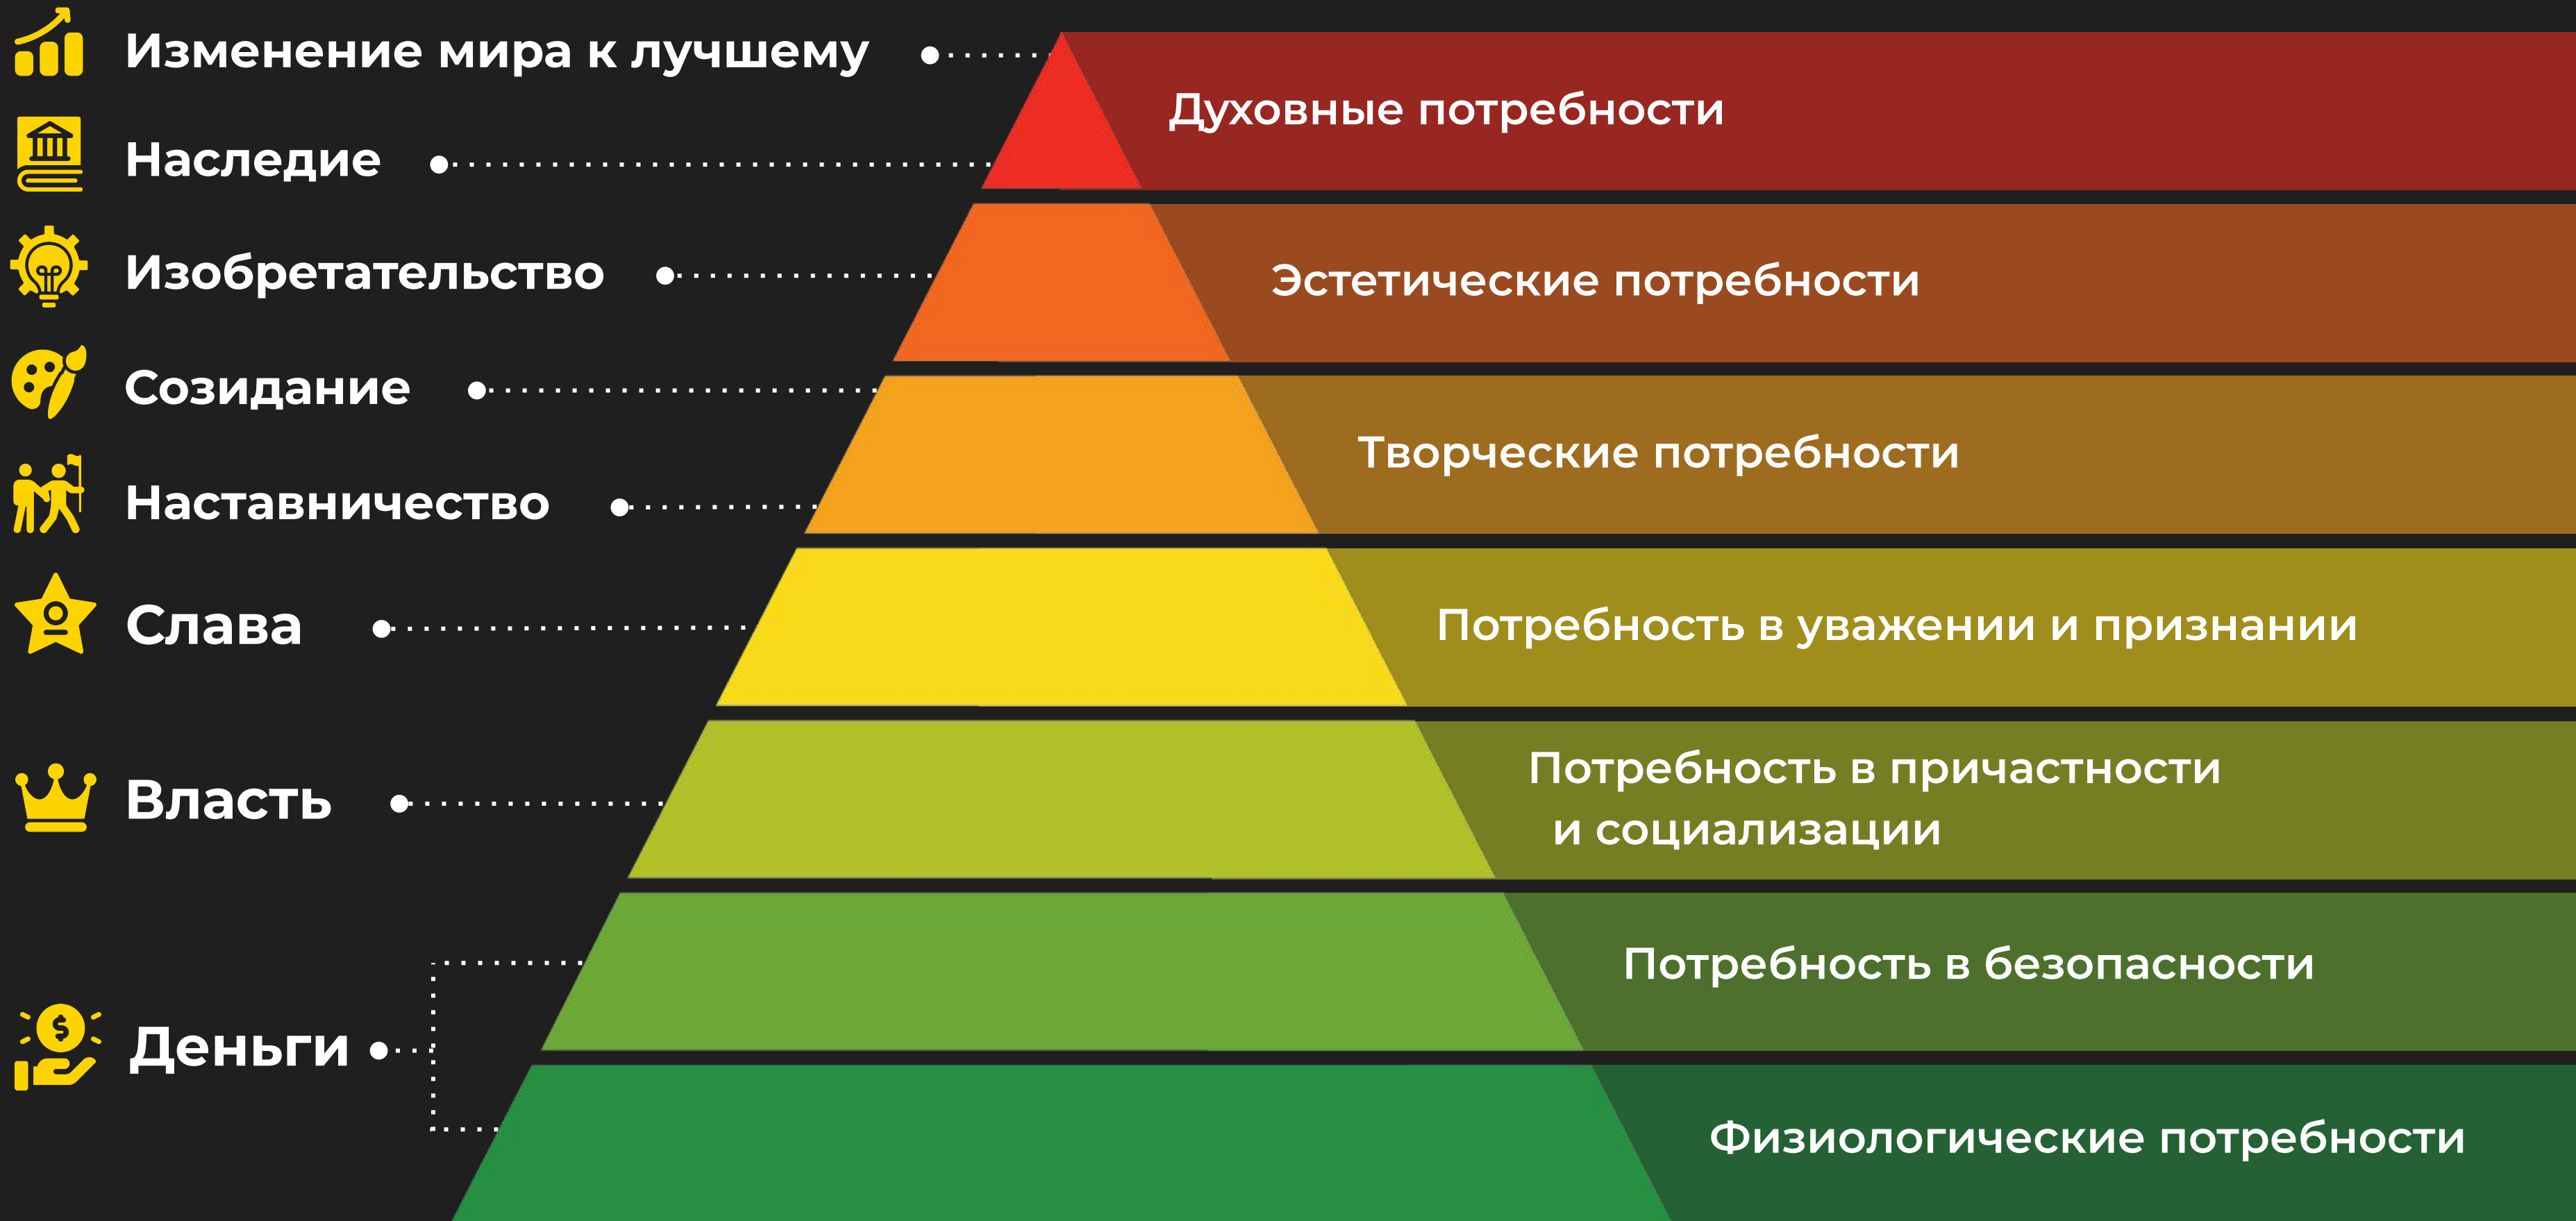 Изменение мира к лучшему
Наследие
Изобретательство
Созидание
Наставничество
Слава
Власть
Деньги
Духовные потребности
Эстетические потребности
Творческие потребности
Потребность в уважении и признании
Потребность в причастности
и социализации
Потребность в безопасности
Физиологические потребности